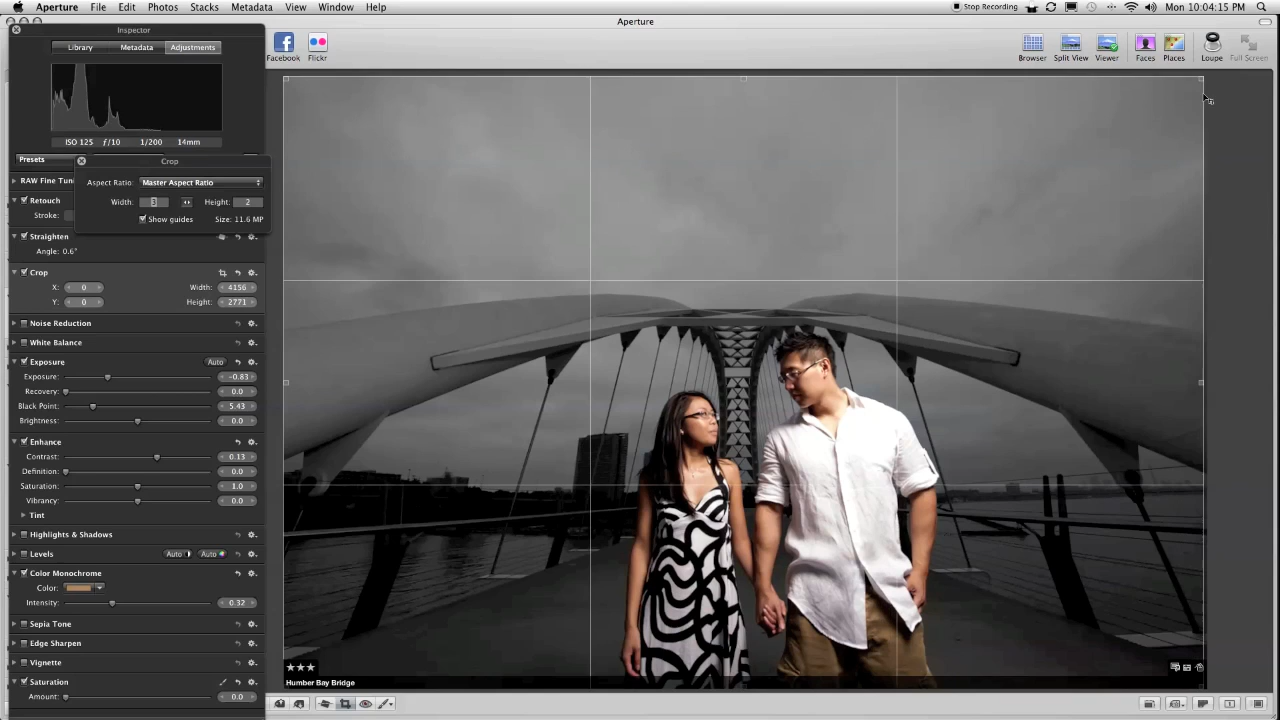 Aperture File Edit Photos Stacks Metadata View Window Help
Stop Recording
Mon 10:04:15 PM
Aperture
Inspector
Library Metadata Adjustments
Facebook Flickr
Browser Split View Viewer Faces Places Loupe Full Screen
ISO 125 f/10 1/200 14mm
Presets
Crop
RAW Fine Tun
Aspect Ratio: Master Aspect Ratio
Retouch
Width: 3 Height: 2
Stroke:
Show guides Size: 11.6 MP
Straighten
Angle: 0.6°
Crop
X: 0 Width: 4156
Y: 0 Height: 2771
Noise Reduction
White Balance
Exposure Auto
Exposure: -0.83
Recovery: 0.0
Black Point: 5.43
Brightness: 0.0
Enhance
Contrast: 0.13
Definition: 0.0
Saturation: 1.0
Vibrancy: 0.0
Tint
Highlights & Shadows
Levels Auto Auto
Color Monochrome
Color:
Intensity: 0.32
Sepia Tone
Edge Sharpen
Vignette
Saturation
Amount: 0.0
Humber Bay Bridge